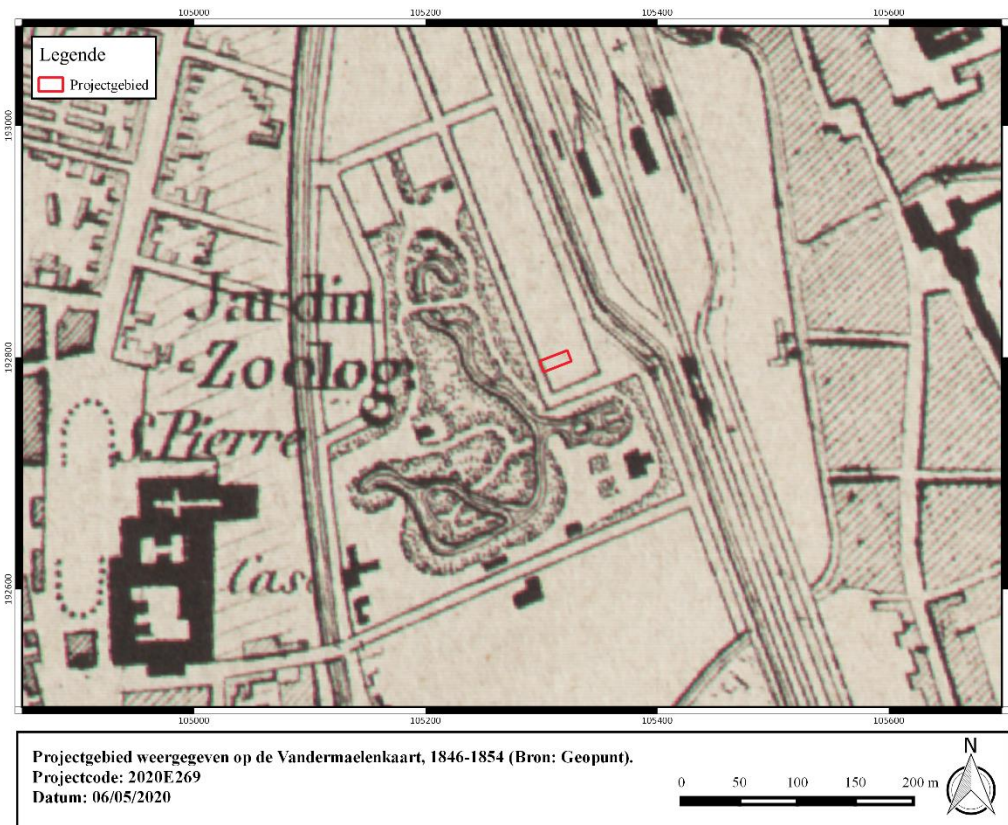 105000
105200
105400
105600
Legende
Projectgebied
193000
192800
192600
Jardin
Zoolog.
S. Pierre
Cas
105000
105200
105400
105600
Projectgebied weergegeven op de Vandermaelenkaart, 1846-1854 (Bron: Geopunt).
Projectcode: 2020E269
Datum: 06/05/2020
0 50 100 150 200 m
N